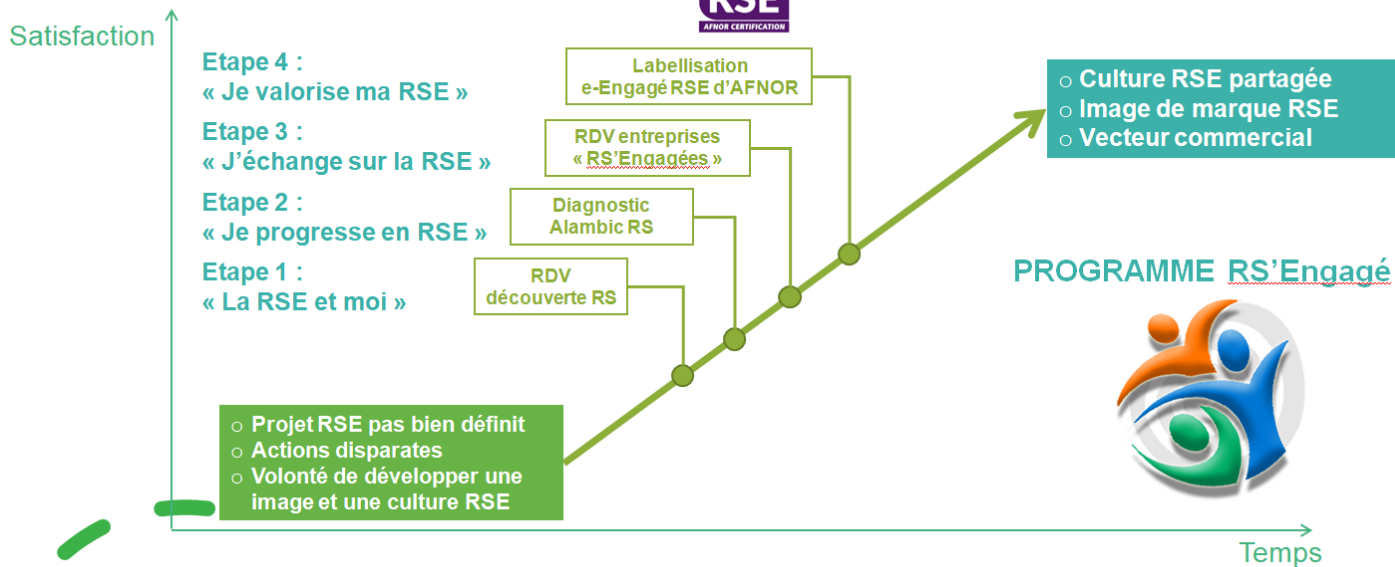 RSE
AFNOR CERTIFICATION
Satisfaction
Etape 4 :
« Je valorise ma RSE »
Etape 3 :
« J’échange sur la RSE »
Etape 2 :
« Je progresse en RSE »
Etape 1 :
« La RSE et moi »
Labellisation
e-Engagé RSE d’AFNOR
RDV entreprises
« RS’Engagées »
Diagnostic
Alambic RS
RDV
découverte RS
o Culture RSE partagée
o Image de marque RSE
o Vecteur commercial
PROGRAMME RS’Engagé
o Projet RSE pas bien définit
o Actions disparates
o Volonté de développer une
image et une culture RSE
Temps